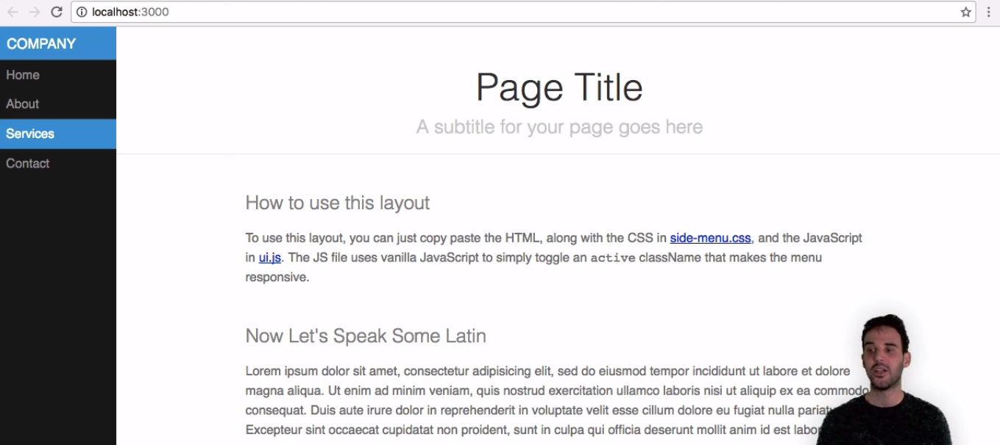 localhost:3000
COMPANY
Home
About
Services
Contact
Page Title
A subtitle for your page goes here
How to use this layout
To use this layout, you can just copy paste the HTML, along with the CSS in side-menu.css, and the JavaScript
in ui.js. The JS file uses vanilla JavaScript to simply toggle an active className that makes the menu
responsive.
Now Let's Speak Some Latin
Lorem ipsum dolor sit amet, consectetur adipisicing elit, sed do eiusmod tempor incididunt ut labore et dolore
magna aliqua. Ut enim ad minim veniam, quis nostrud exercitation ullamco laboris nisi ut aliquip ex ea commodo
consequat. Duis aute irure dolor in reprehenderit in voluptate velit esse cillum dolore eu fugiat nulla
Excepteur sint occaecat cupidatat non proident, sunt in culpa qui officia deserunt mollit anim id est